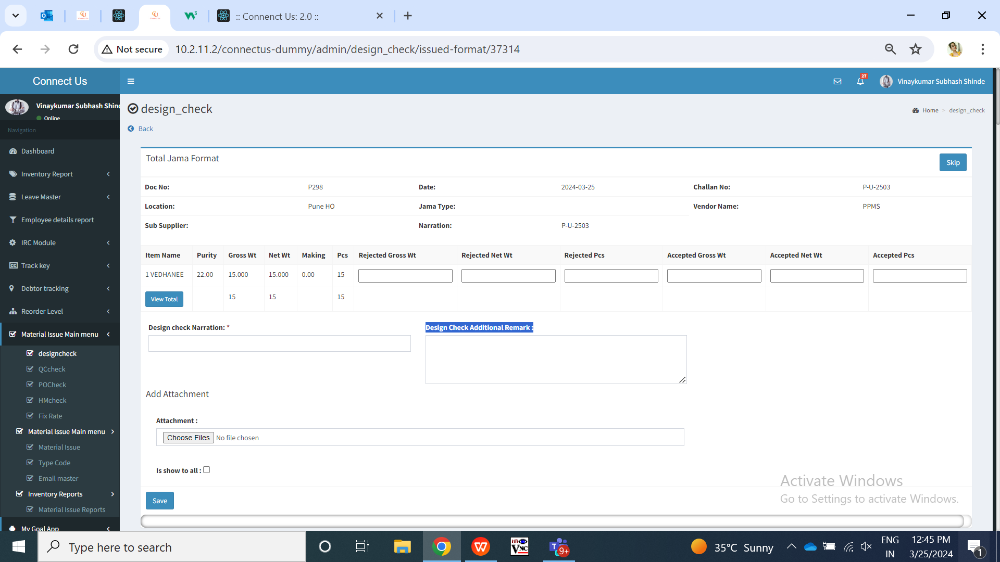 :: Connenct Us: 2.0 ::
Not secure
10.2.11.2/connectus-dummy/admin/design_check/issued-format/37314
Connect Us
27
Vinaykumar Subhash Shinde
Vinaykumar Subhash Shind
Online
Navigation
Dashboard
Inventory Report
Leave Master
Employee details report
IRC Module
Track key
Debtor tracking
Reorder Level
Material Issue Main menu
designcheck
QCcheck
POCheck
HMcheck
Fix Rate
Material Issue Main menu
Material Issue
Type Code
Email master
Inventory Reports
Material Issue Reports
My Goal App
design_check
Home > design_check
Back
Total Jama Format
Skip
Doc No: P298 Date: 2024-03-25 Challan No: P-U-2503
Location: Pune HO Jama Type: Vendor Name: PPMS
Sub Supplier: Narration: P-U-2503
Item Name Purity Gross Wt Net Wt Making Pcs Rejected Gross Wt Rejected Net Wt Rejected Pcs Accepted Gross Wt Accepted Net Wt Accepted Pcs
1 VEDHANEE 22.00 15.000 15.000 0.00 15
View Total 15 15 15
Design check Narration: * Design Check Additional Remark :
Add Attachment
Attachment :
Choose Files No file chosen
Is show to all :
Save
Activate Windows
Go to Settings to activate Windows.
Type here to search
W
VNC
T
9+
35°C Sunny
ENG
IN
12:45 PM
3/25/2024
1